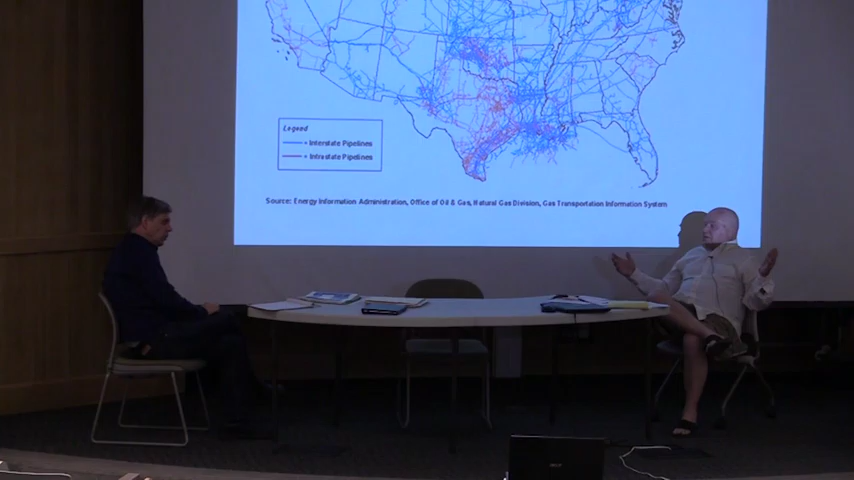 Legend
= Interstate Pipelines
= Intrastate Pipelines
Source: Energy Information Administration, Office of Oil & Gas, Natural Gas Division, Gas Transportation Information System
acer